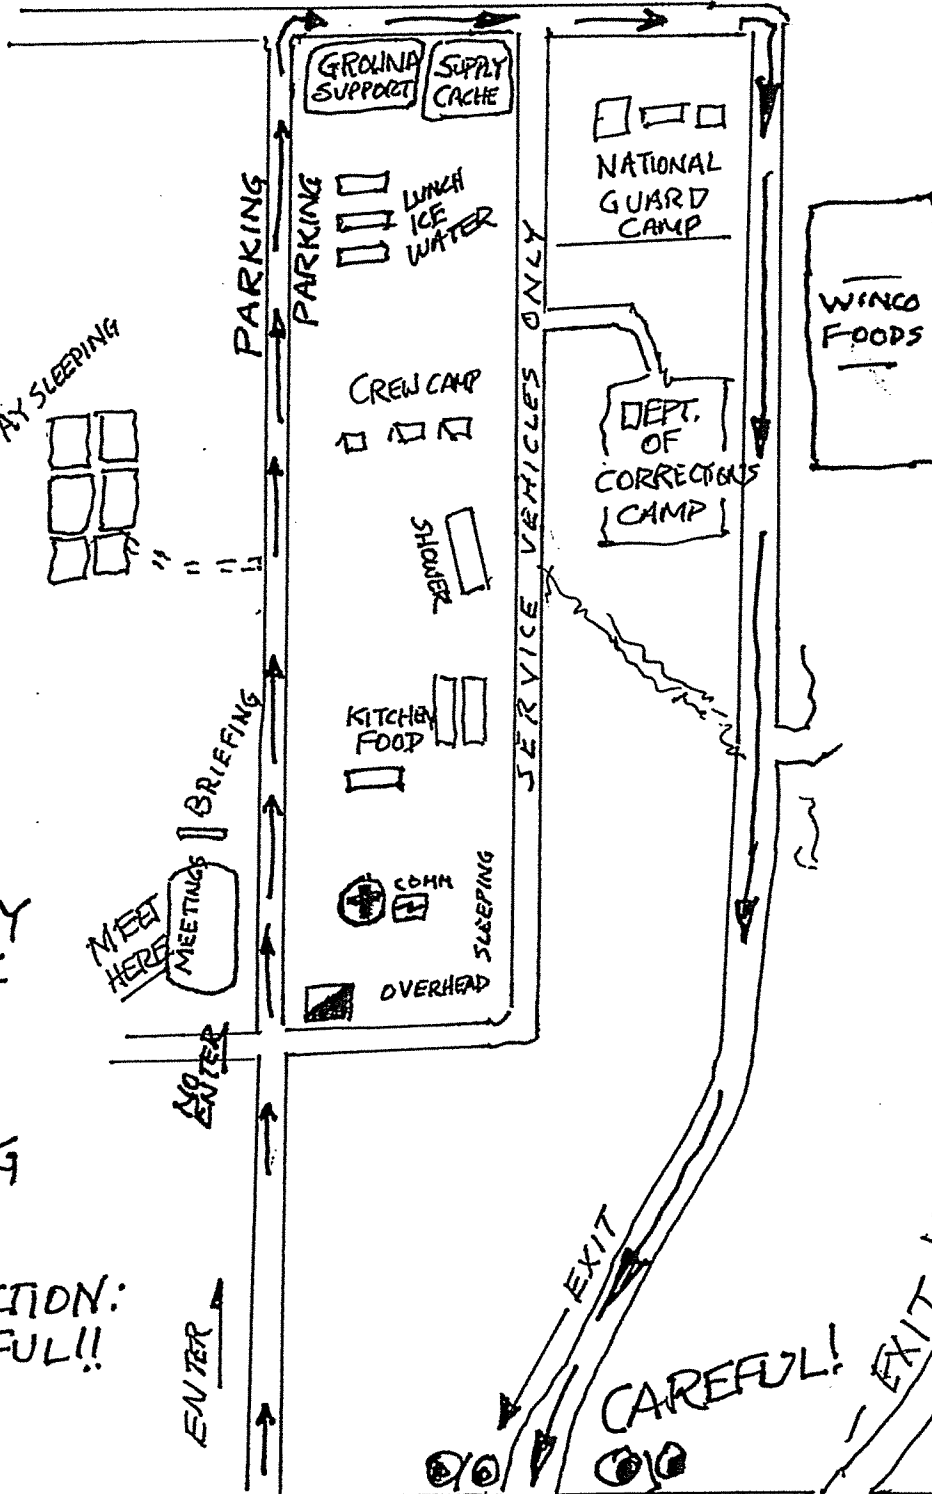 GROUND
SUPPORT
SUPPLY
CACHE
PARKING
PARKING
LUNCH
ICE
WATER
NATIONAL
GUARD
CAMP
WINCO
FOODS
SERVICE VEHICLES ONLY
AY SLEEPING
CREW CAMP
DEPT.
OF
CORRECTIONS
CAMP
SHOWER
KITCHEN
FOOD
BRIEFING
MEETINGS
MEET
HERE
COMM
SLEEPING
OVERHEAD
NO
ENTER
Y
G
CTION:
FUL!!
ENTER
EXIT
CAREFUL!
EXIT